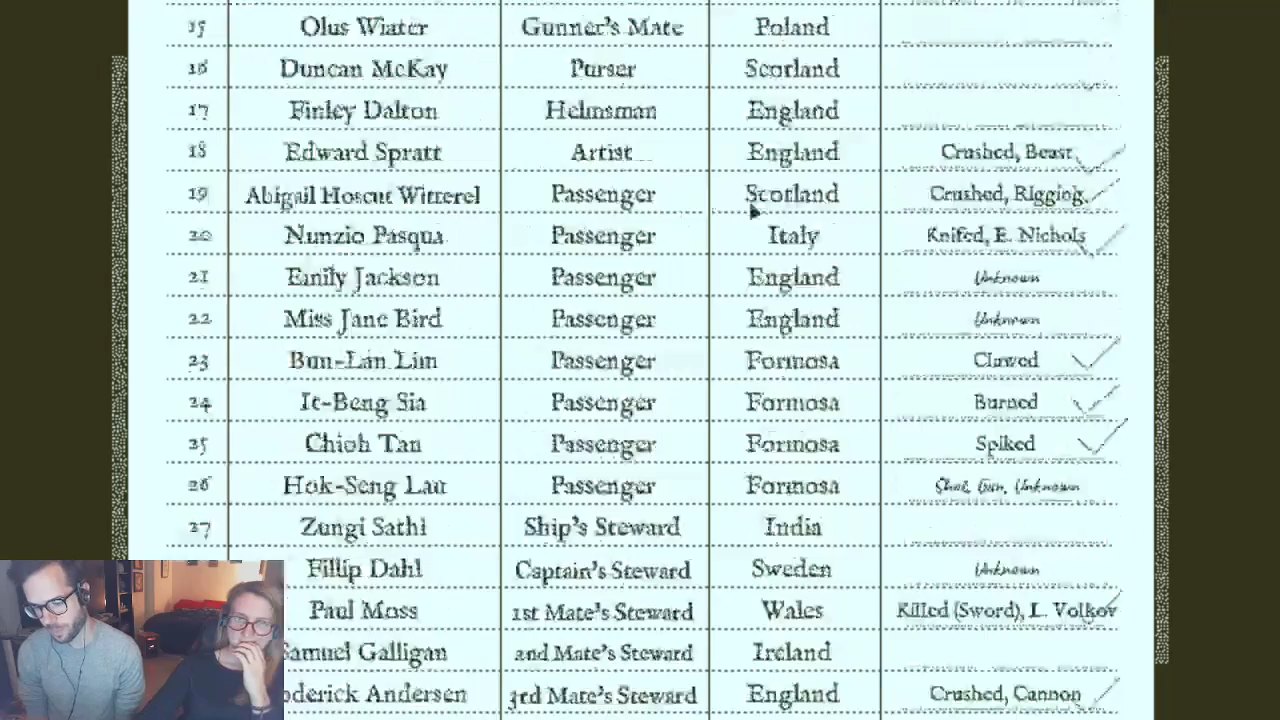 15 Olus Wiater Gunner's Mate Poland
16 Duncan McKay Purser Scotland
17 Finley Dalton Helmsman England
18 Edward Spratt Artist England Crushed, Beast
19 Abigail Hoscut Witterel Passenger Scotland Crushed, Rigging
20 Nunzio Pasqua Passenger Italy Knifed, E. Nichols
21 Emily Jackson Passenger England Unknown
22 Miss Jane Bird Passenger England Unknown
23 Bun-Lan Lim Passenger Formosa Clawed
24 It-Beng Sia Passenger Formosa Burned
25 Chioh Tan Passenger Formosa Spiked
26 Hok-Seng Lau Passenger Formosa Shot, Gun, Unknown
27 Zungi Sathi Ship's Steward India
Fillip Dahl Captain's Steward Sweden Unknown
Paul Moss 1st Mate's Steward Wales Killed (Sword), L. Volkov
Samuel Galligan 2nd Mate's Steward Ireland
oderick Andersen 3rd Mate's Steward England Crushed, Cannon